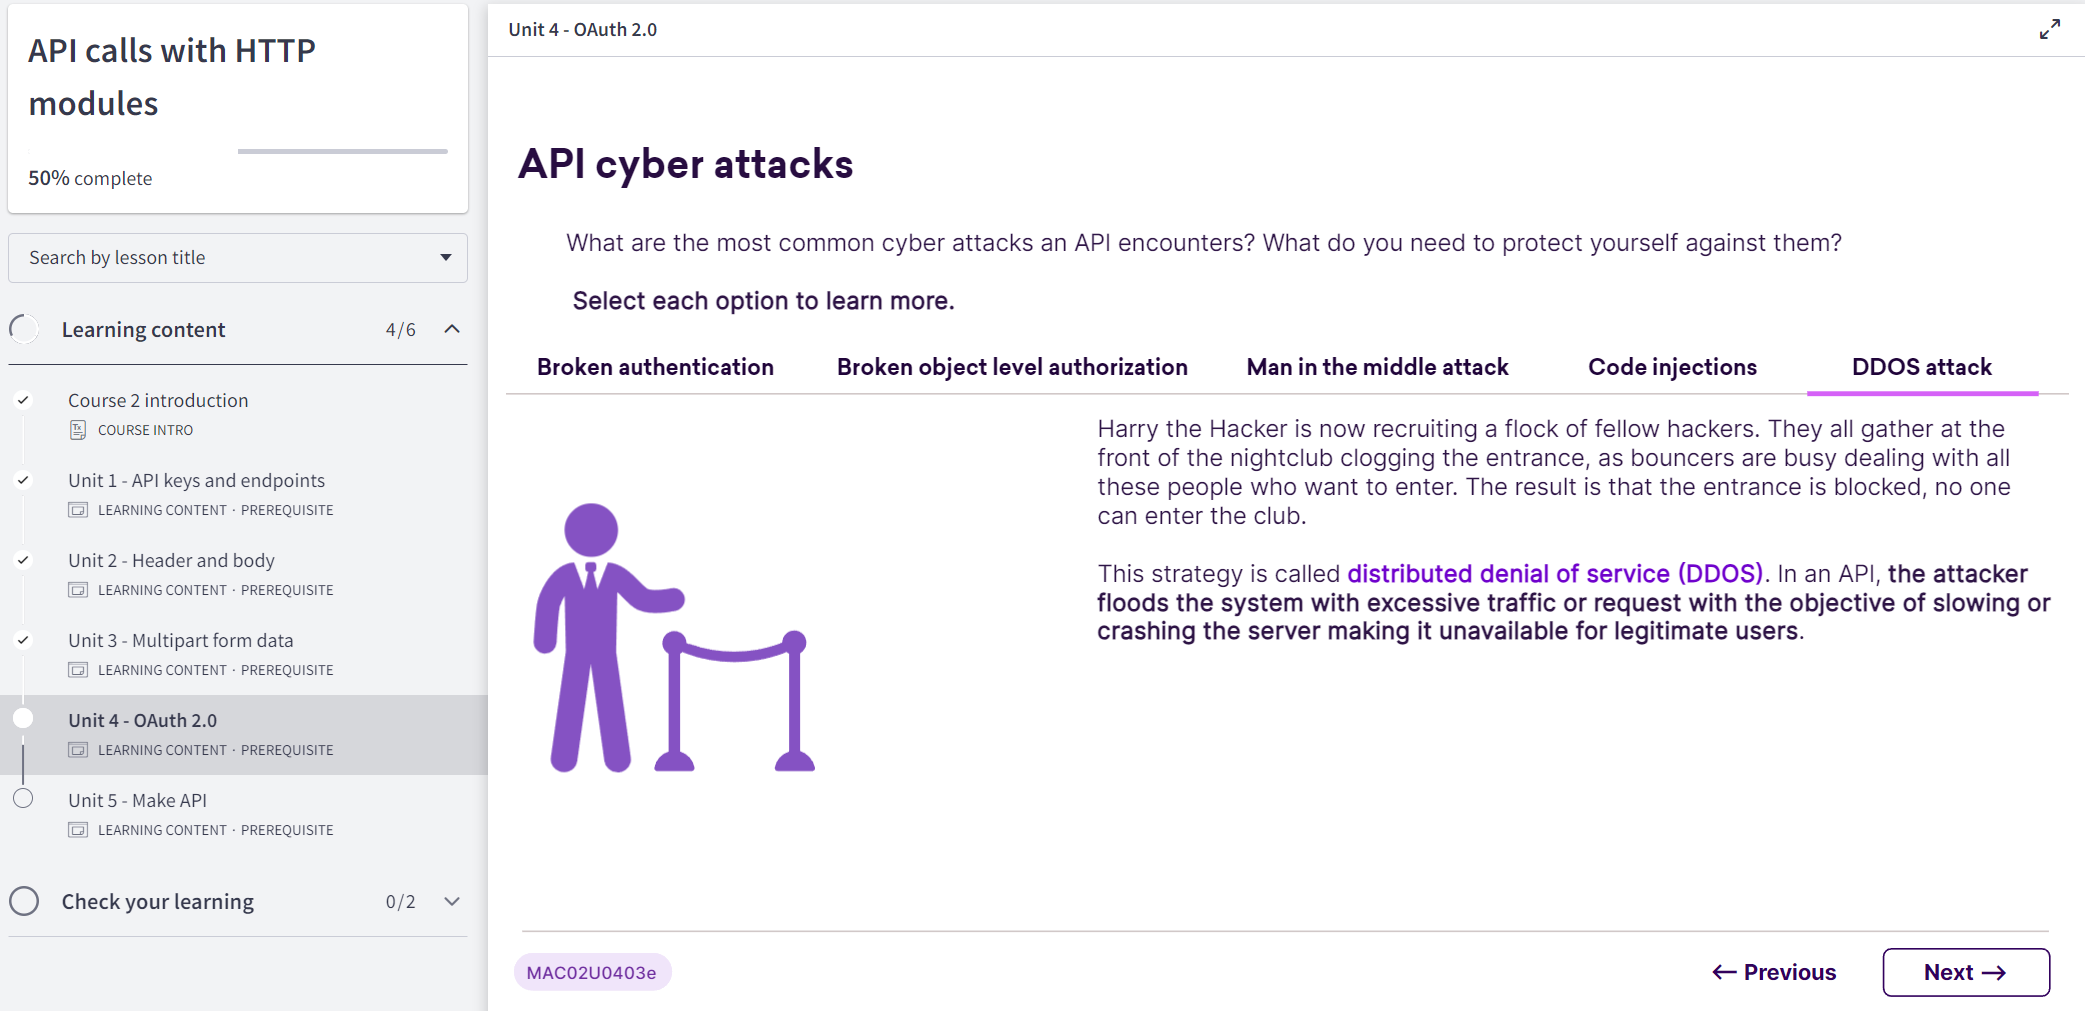 API calls with HTTP
modules
50% complete
Search by lesson title
Learning content 4/6
Course 2 introduction
COURSE INTRO
Unit 1 - API keys and endpoints
LEARNING CONTENT · PREREQUISITE
Unit 2 - Header and body
LEARNING CONTENT · PREREQUISITE
Unit 3 - Multipart form data
LEARNING CONTENT · PREREQUISITE
Unit 4 - OAuth 2.0
LEARNING CONTENT · PREREQUISITE
Unit 5 - Make API
LEARNING CONTENT · PREREQUISITE
Check your learning 0/2
Unit 4 - OAuth 2.0
API cyber attacks
What are the most common cyber attacks an API encounters? What do you need to protect yourself against them?
Select each option to learn more.
Broken authentication Broken object level authorization Man in the middle attack Code injections DDOS attack
Harry the Hacker is now recruiting a flock of fellow hackers. They all gather at the
front of the nightclub clogging the entrance, as bouncers are busy dealing with all
these people who want to enter. The result is that the entrance is blocked, no one
can enter the club.
This strategy is called distributed denial of service (DDOS). In an API, the attacker
floods the system with excessive traffic or request with the objective of slowing or
crashing the server making it unavailable for legitimate users.
MAC02U0403e
← Previous
Next →